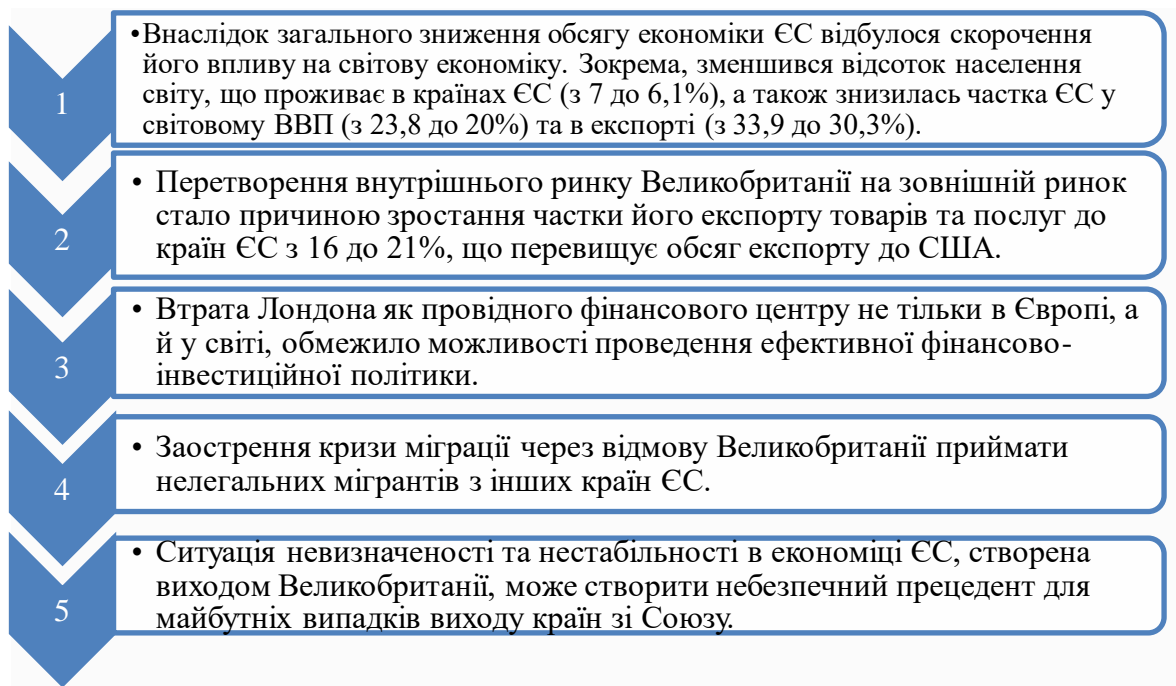 1
•Внаслідок загального зниження обсягу економіки ЄС відбулося скорочення
його впливу на світову економіку. Зокрема, зменшився відсоток населення
світу, що проживає в країнах ЄС (з 7 до 6,1%), а також знизилась частка ЄС у
світовому ВВП (з 23,8 до 20%) та в експорті (з 33,9 до 30,3%).
2
• Перетворення внутрішнього ринку Великобританії на зовнішній ринок
стало причиною зростання частки його експорту товарів та послуг до
країн ЄС з 16 до 21%, що перевищує обсяг експорту до США.
3
• Втрата Лондона як провідного фінансового центру не тільки в Європі, а
й у світі, обмежило можливості проведення ефективної фінансово-
інвестиційної політики.
4
• Заострення кризи міграції через відмову Великобританії приймати
нелегальних мігрантів з інших країн ЄС.
5
• Ситуація невизначеності та нестабільності в економіці ЄС, створена
виходом Великобританії, може створити небезпечний прецедент для
майбутніх випадків виходу країн зі Союзу.